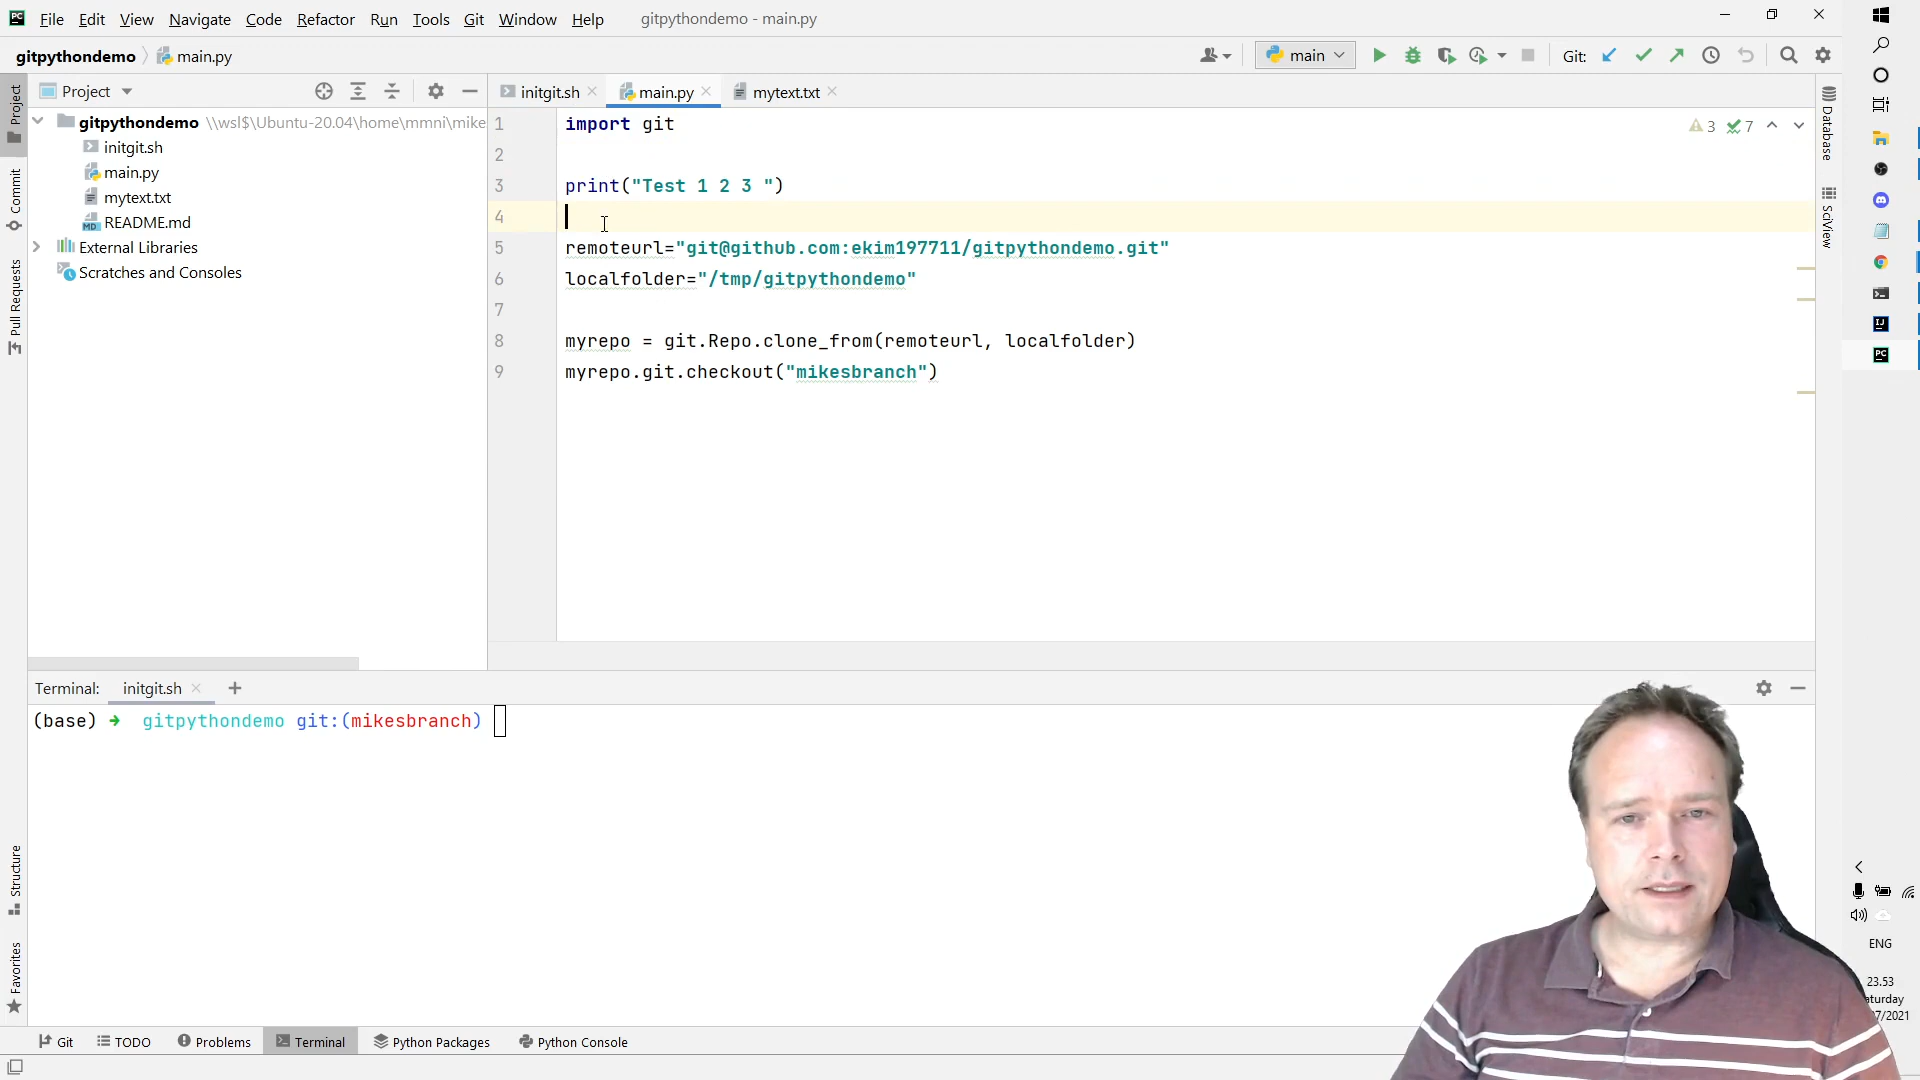 File Edit View Navigate Code Refactor Run Tools Git Window Help gitpythondemo - main.py
gitpythondemo main.py
main
Git:
Project
initgit.sh
main.py
mytext.txt
gitpythondemo \\wsl$\Ubuntu-20.04\home\mmni\mike
initgit.sh
main.py
mytext.txt
README.md
External Libraries
Scratches and Consoles
Project
Commit
Pull Requests
Structure
Favorites
1 import git
2
3 print("Test 1 2 3 ")
4
5 remoteurl="git@github.com:ekim197711/gitpythondemo.git"
6 localfolder="/tmp/gitpythondemo"
7
8 myrepo = git.Repo.clone_from(remoteurl, localfolder)
9 myrepo.git.checkout("mikesbranch")
3 7
Database
SciView
Terminal: initgit.sh
(base) ➜ gitpythondemo git:(mikesbranch)
Git TODO Problems Terminal Python Packages Python Console
ENG
23.53
aturday
7/2021